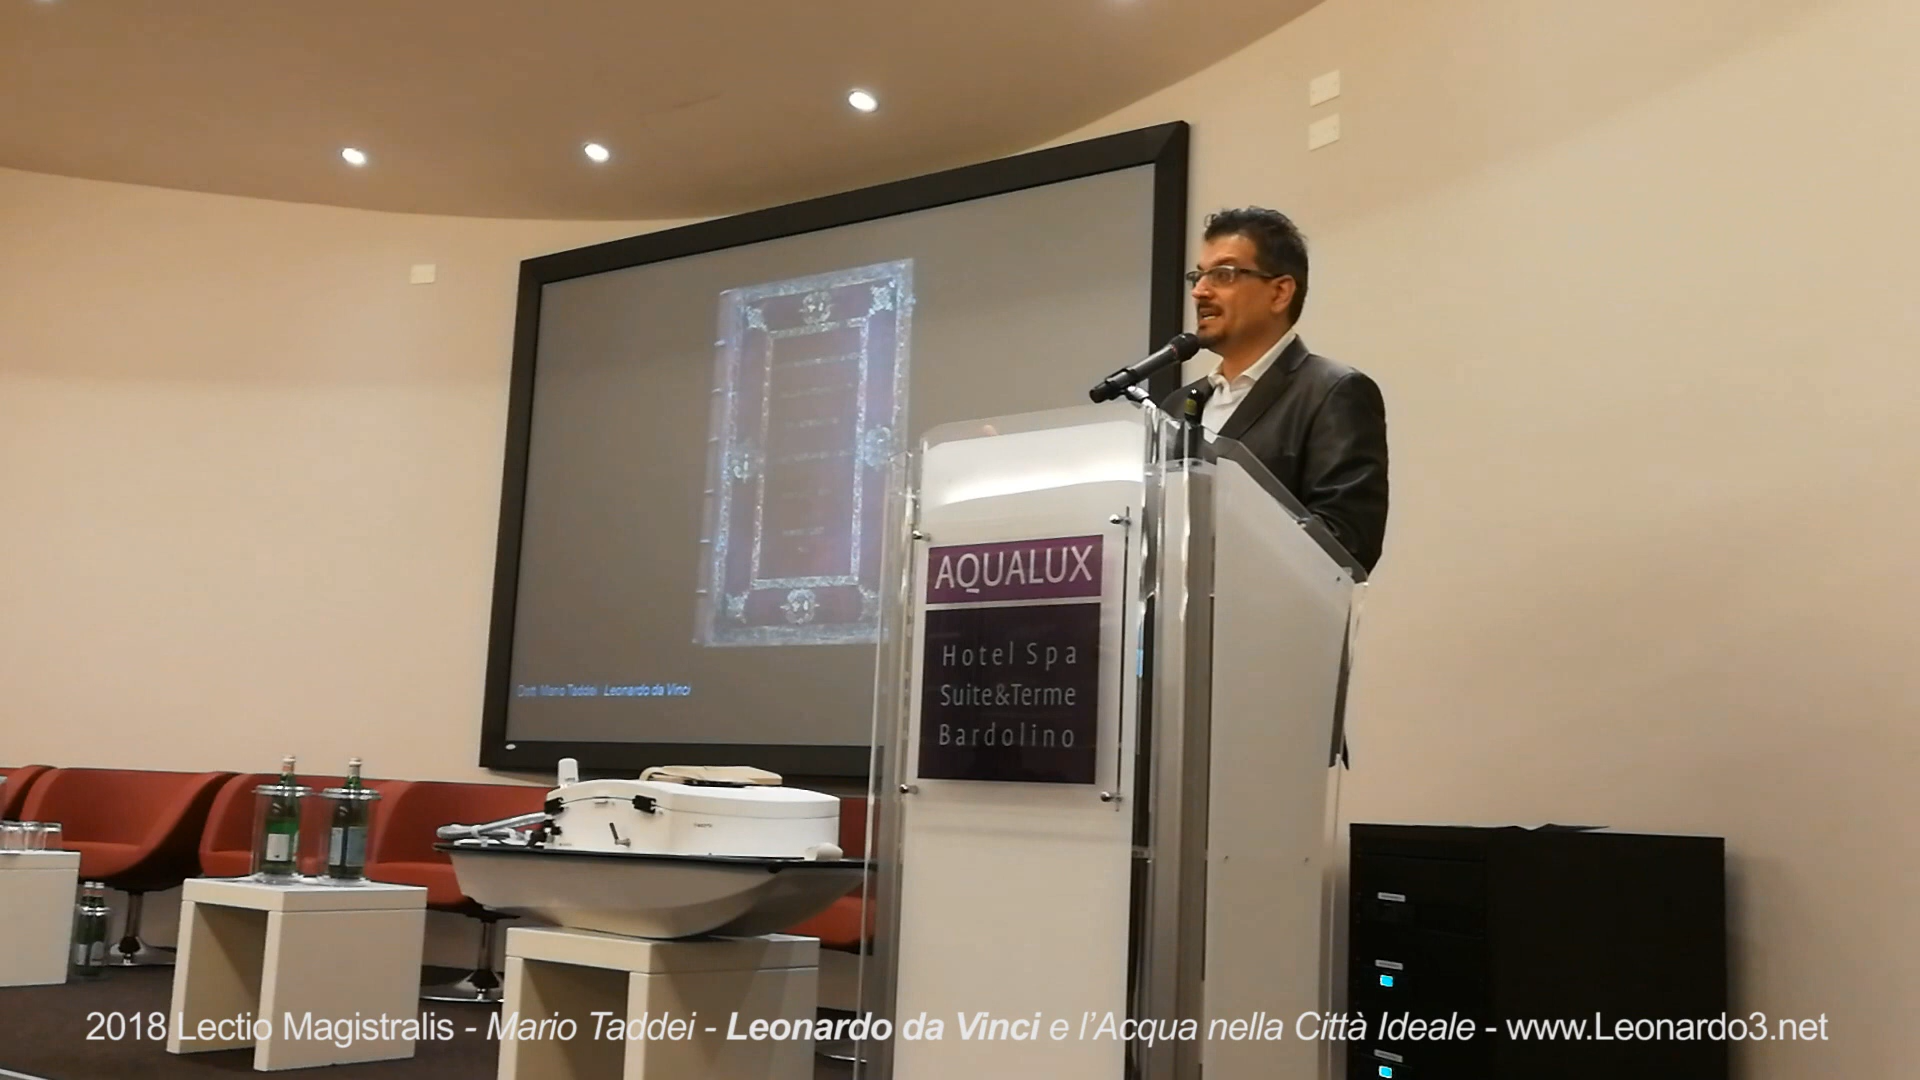 Dott. Mario Taddei Leonardo da Vinci
AQUALUX
Hotel Spa
Suite&Terme
Bardolino
2018 Lectio Magistralis - Mario Taddei - Leonardo da Vinci e l’Acqua nella Città Ideale - www.Leonardo3.net